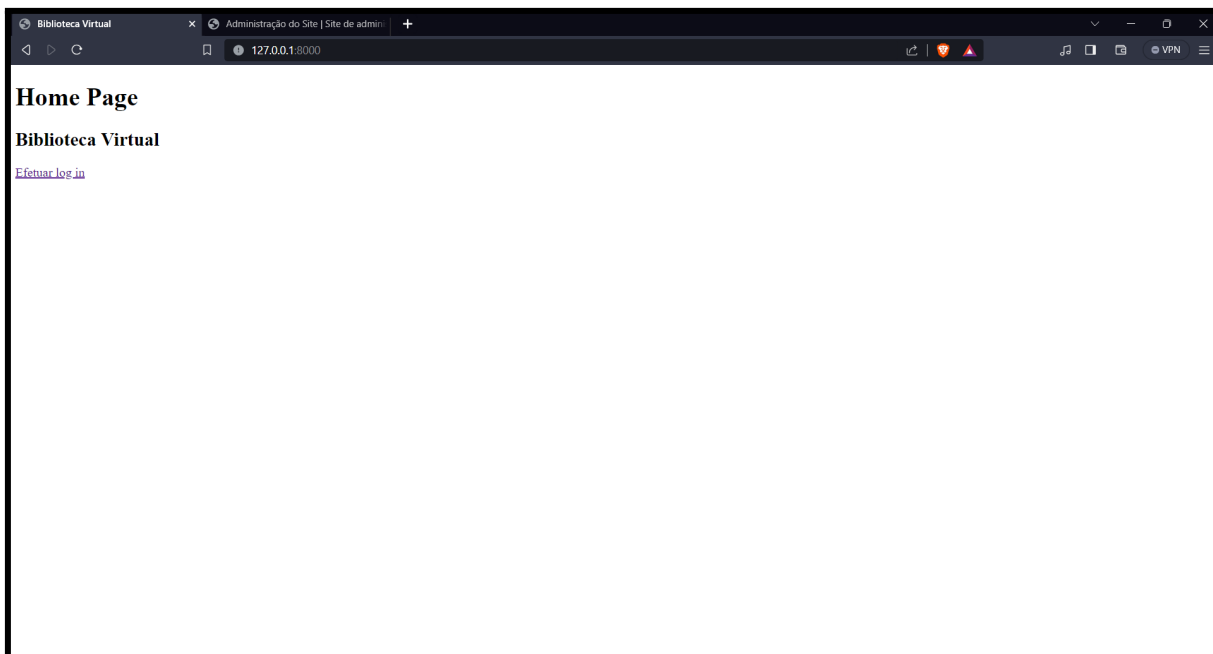 Biblioteca Virtual
Administração do Site | Site de admini
127.0.0.1:8000
VPN
Home Page
Biblioteca Virtual
Efetuar log in